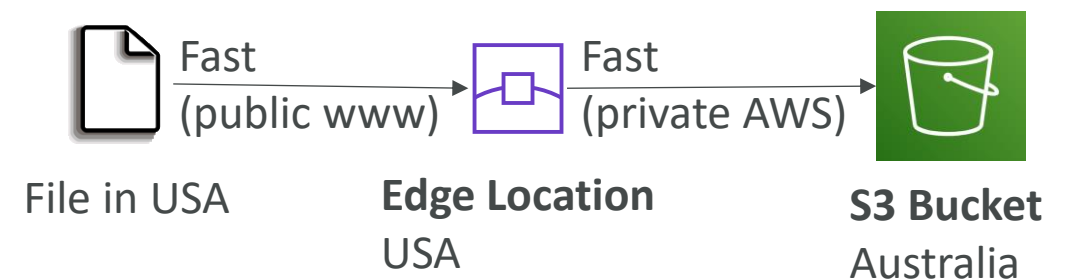 Fast
(public www)
Fast
(private AWS)
File in USA
Edge Location
USA
S3 Bucket
Australia